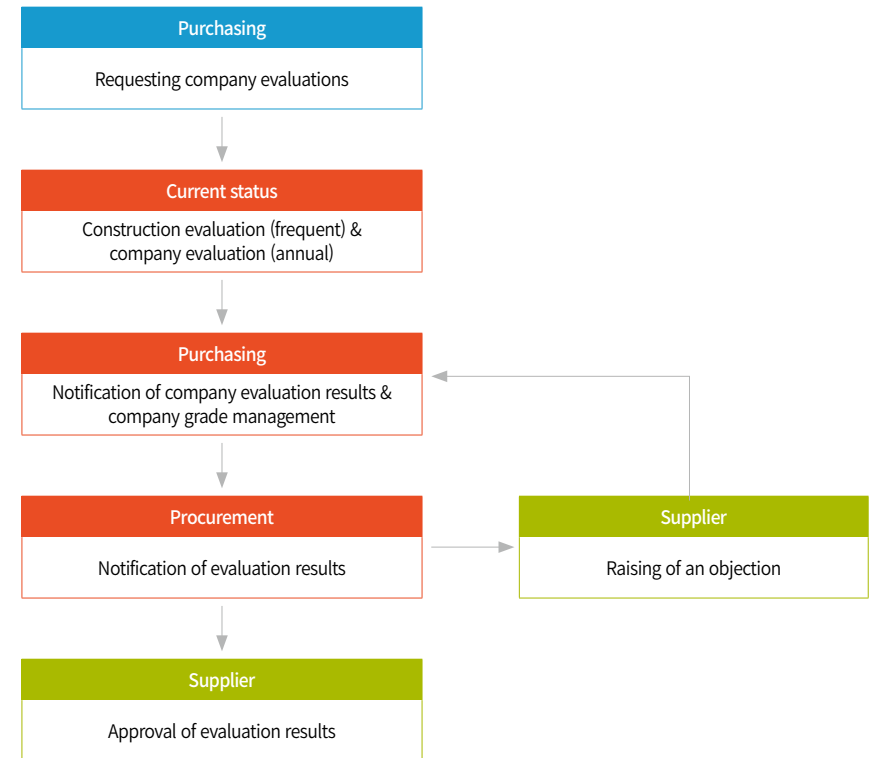 Purchasing
Requesting company evaluations
Current status
Construction evaluation (frequent) &
company evaluation (annual)
Purchasing
Notification of company evaluation results &
company grade management
Procurement
Notification of evaluation results
Supplier
Raising of an objection
Supplier
Approval of evaluation results